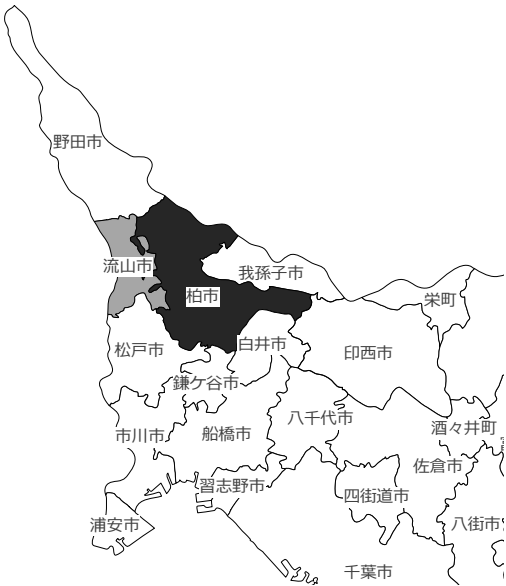 野田市
流山市
我孫子市
柏市
栄町
松戸市
白井市
印西市
鎌ケ谷市
八千代市
市川市
船橋市
酒々井町
佐倉市
習志野市
四街道市
浦安市
八街市
千葉市